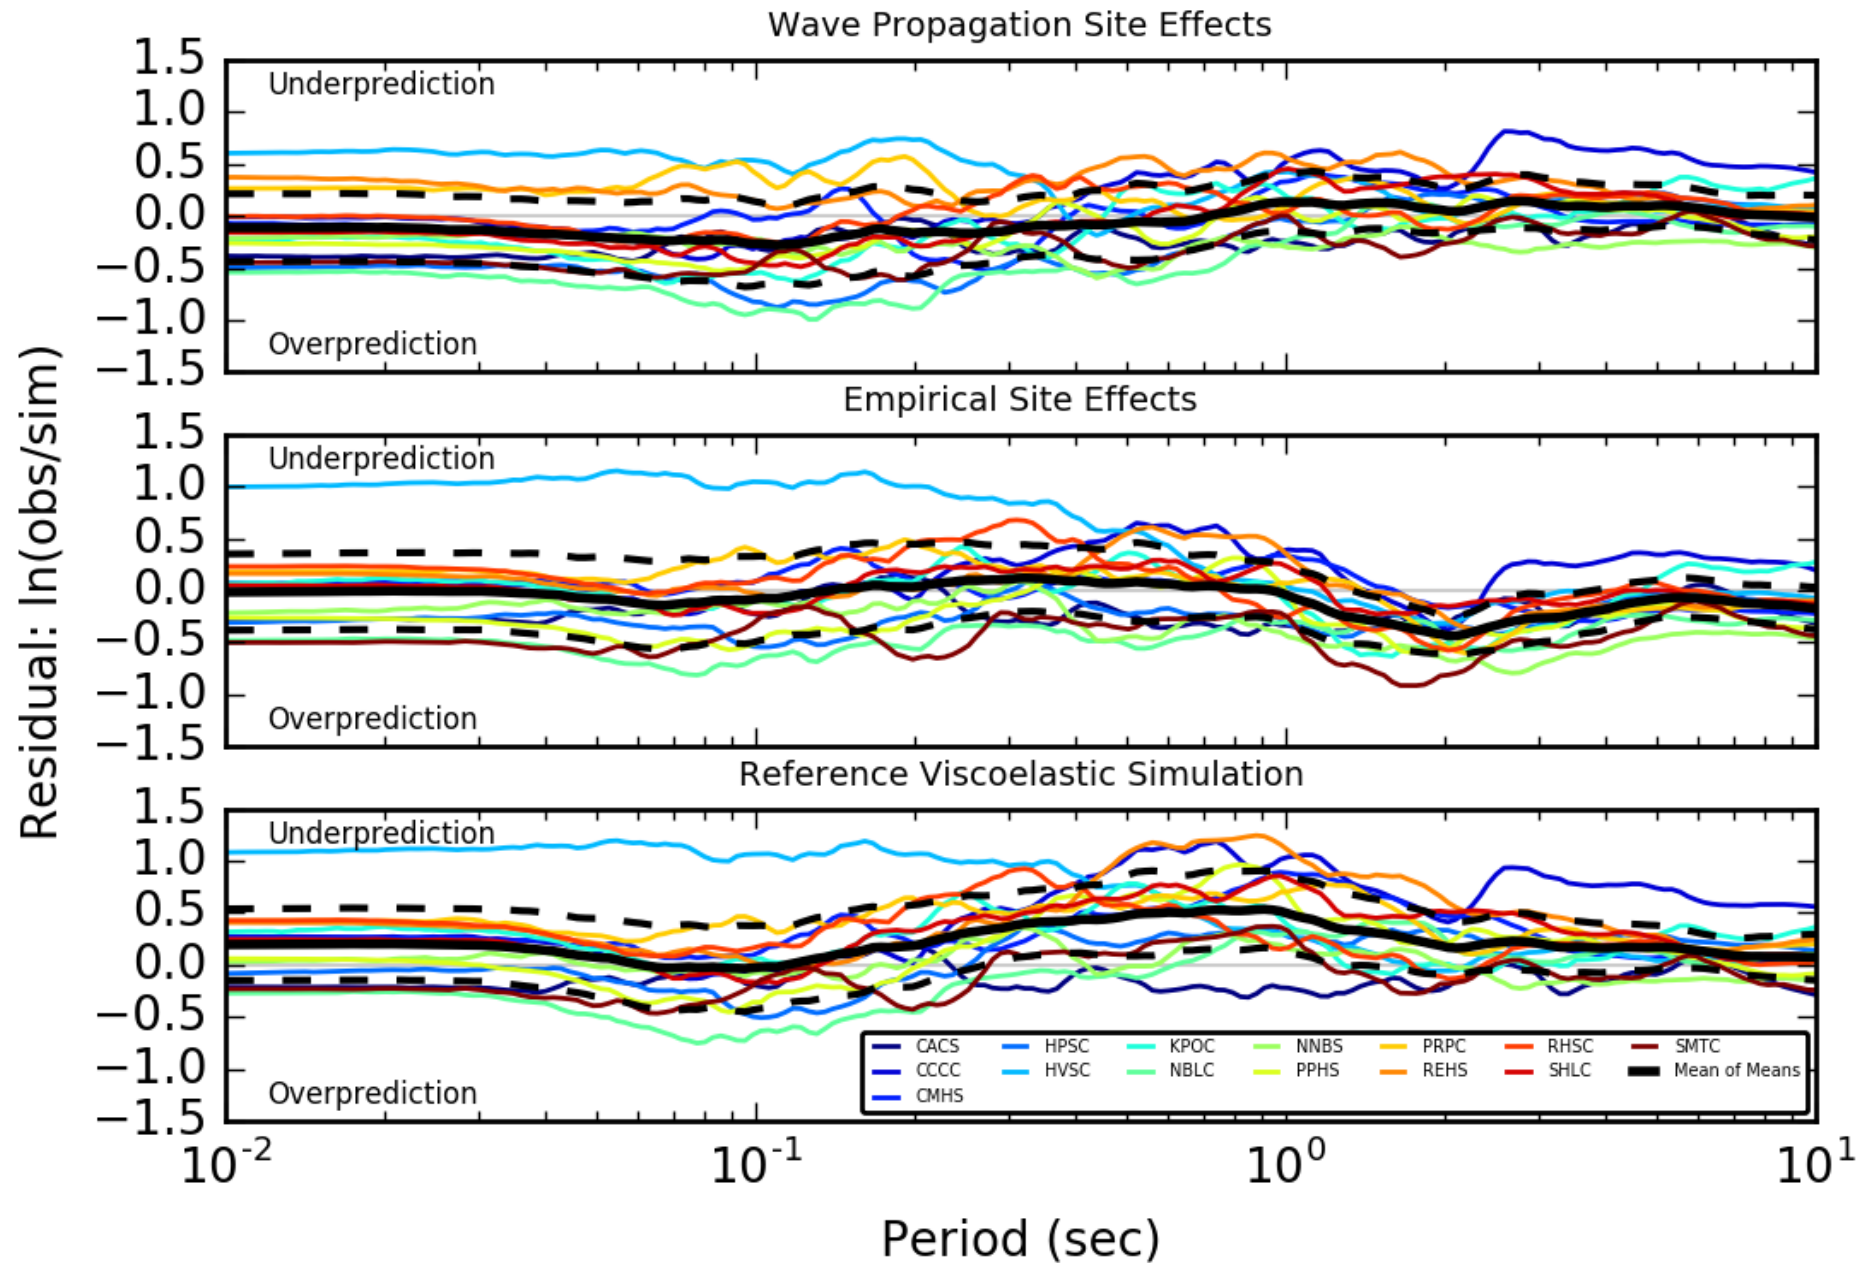 Wave Propagation Site Effects
1.5
1.0
0.5
0.0
−0.5
−1.0
−1.5
Underprediction
Overprediction
Empirical Site Effects
1.5
1.0
0.5
0.0
−0.5
−1.0
−1.5
Underprediction
Overprediction
Reference Viscoelastic Simulation
1.5
1.0
0.5
0.0
−0.5
−1.0
−1.5
Underprediction
Overprediction
Residual: ln(obs/sim)
CACS HPSC KPOC NNBS PRPC RHSC SMTC
CCCC HVSC NBLC PPHS REHS SHLC Mean of Means
CMHS
10⁻² 10⁻¹ 10⁰ 10¹
Period (sec)